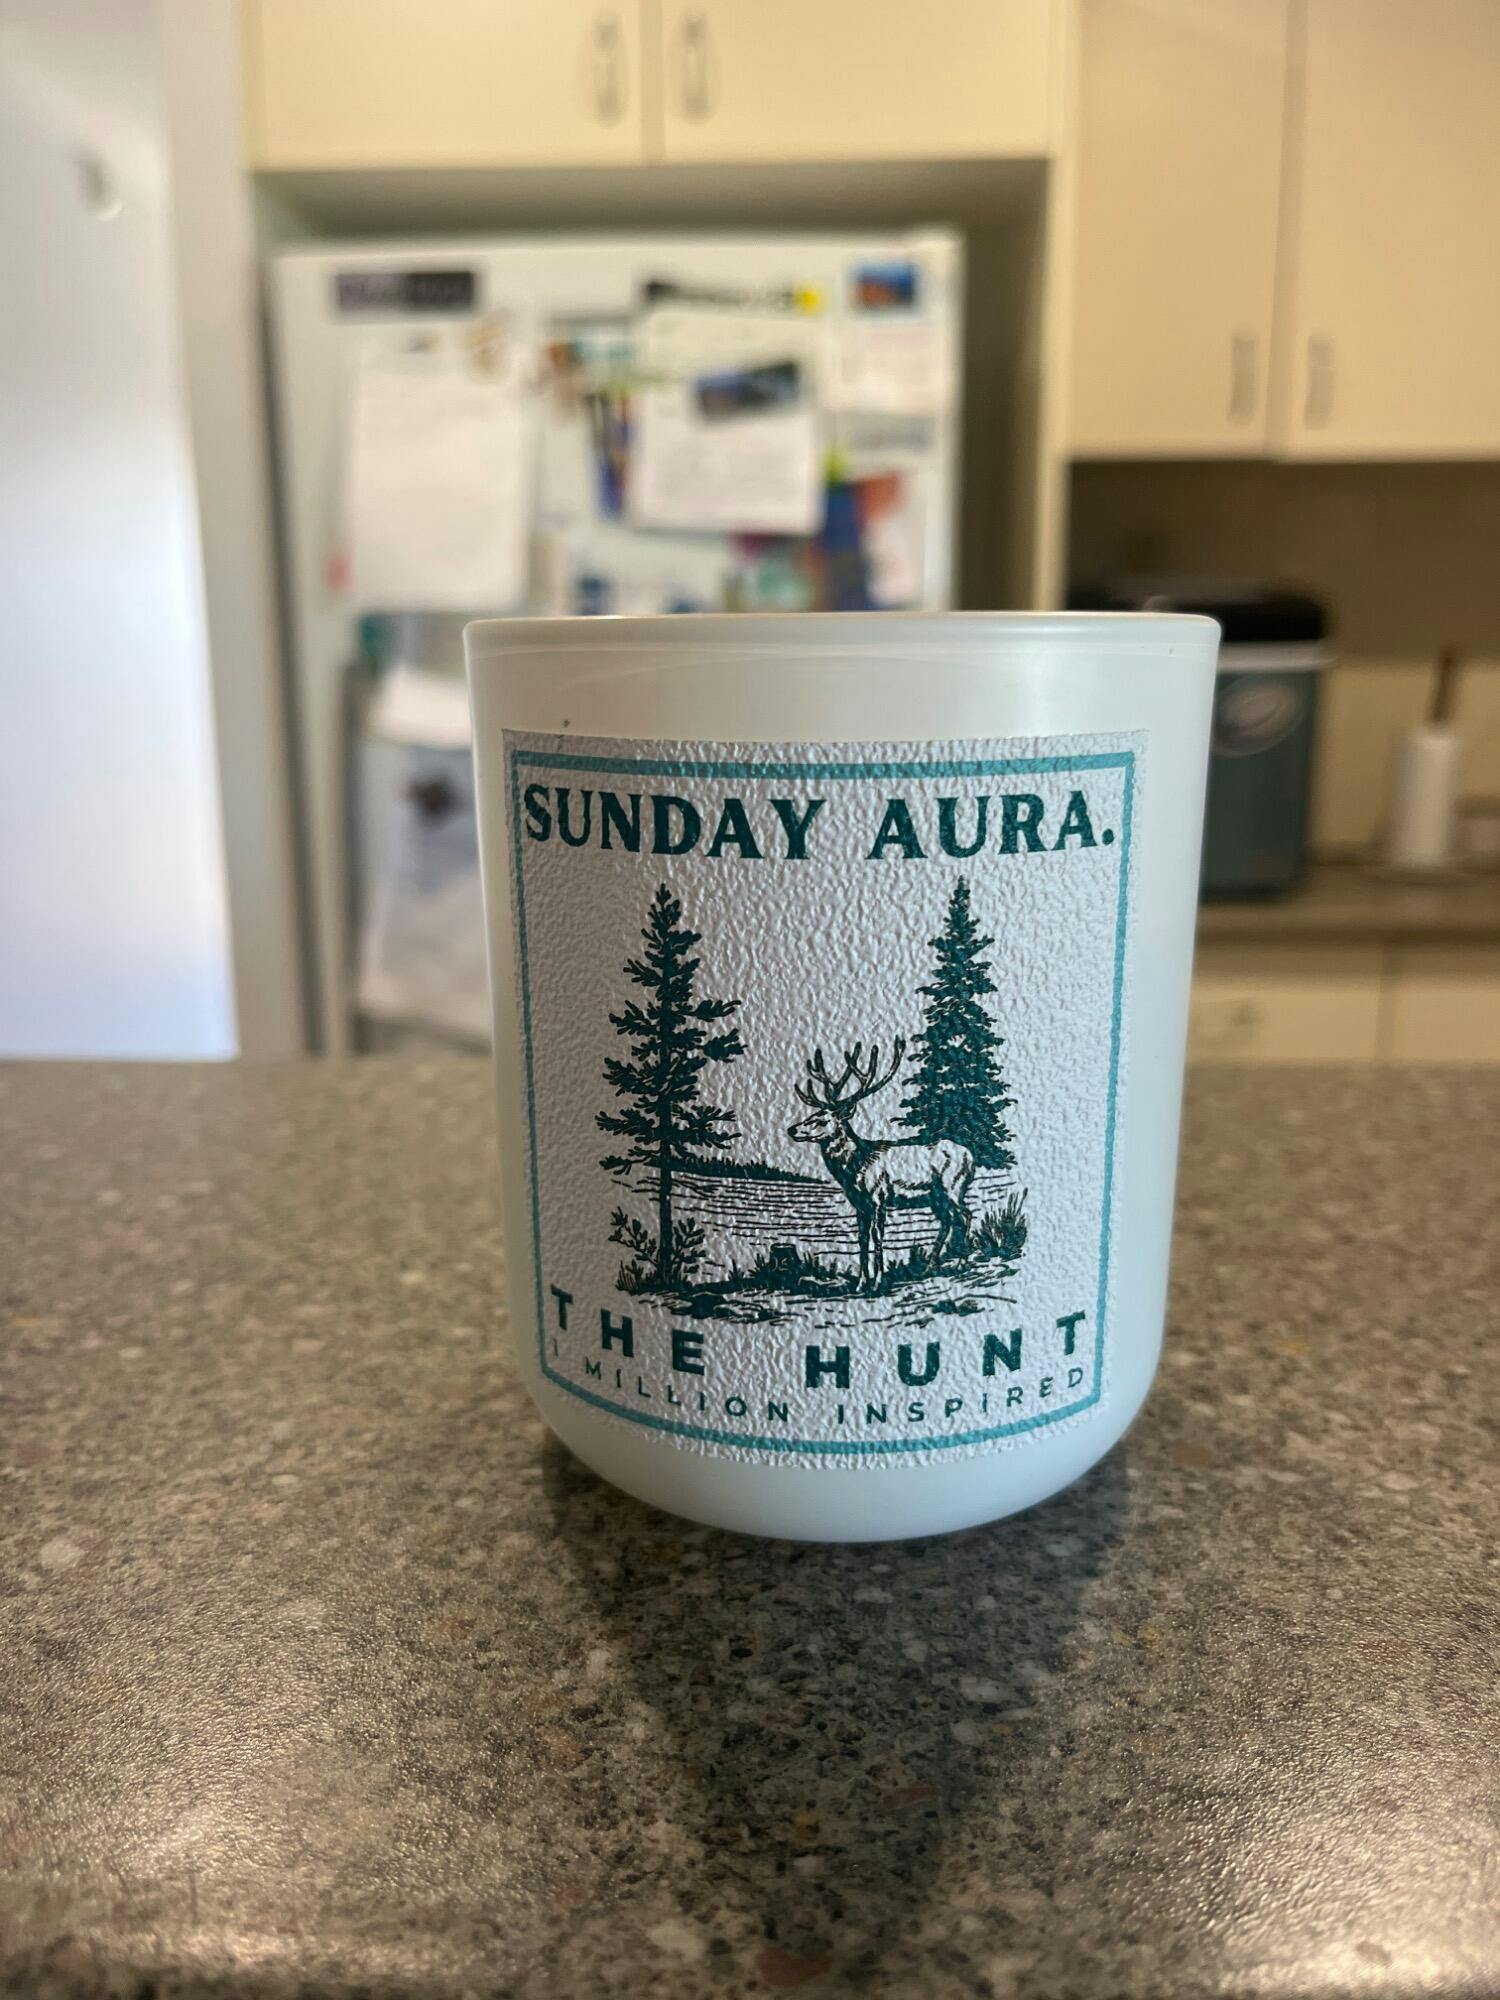 SUNDAY AURA.
THE HUNT
1 MILLION INSPIRED